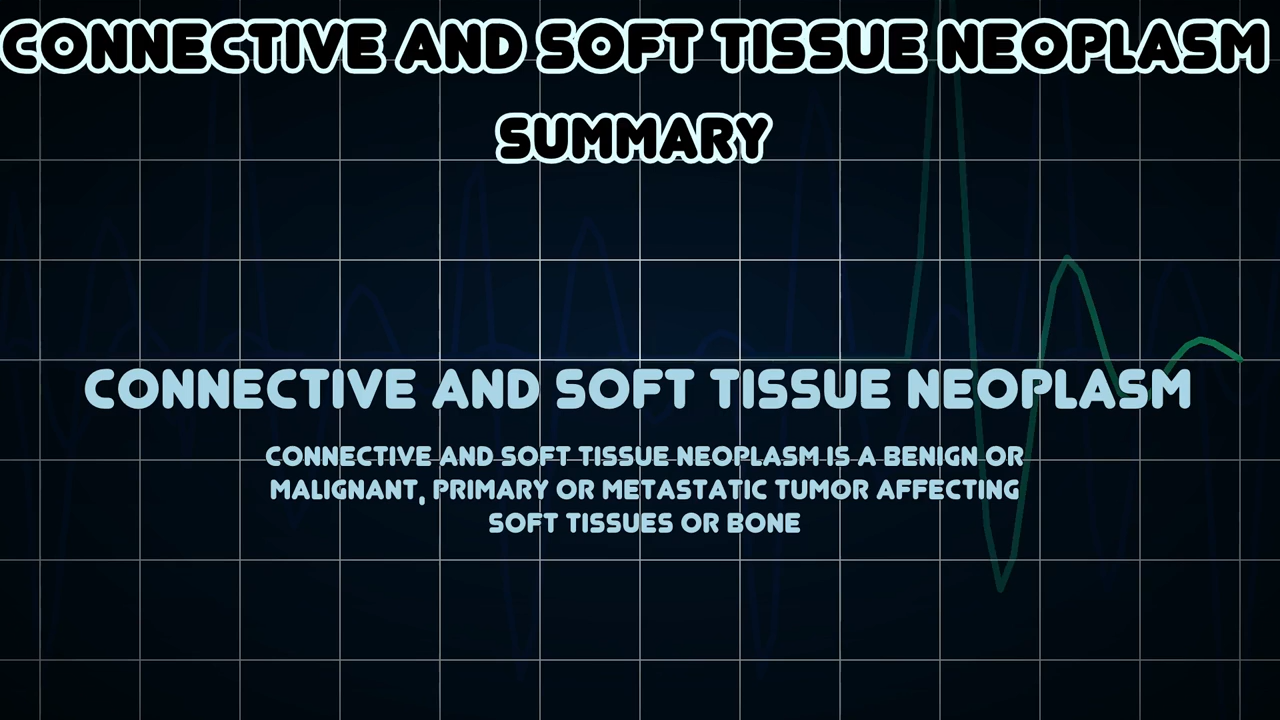 CONNECTIVE AND SOFT TISSUE NEOPLASM
SUMMARY
CONNECTIVE AND SOFT TISSUE NEOPLASM
CONNECTIVE AND SOFT TISSUE NEOPLASM IS A BENIGN OR
MALIGNANT, PRIMARY OR METASTATIC TUMOR AFFECTING
SOFT TISSUES OR BONE